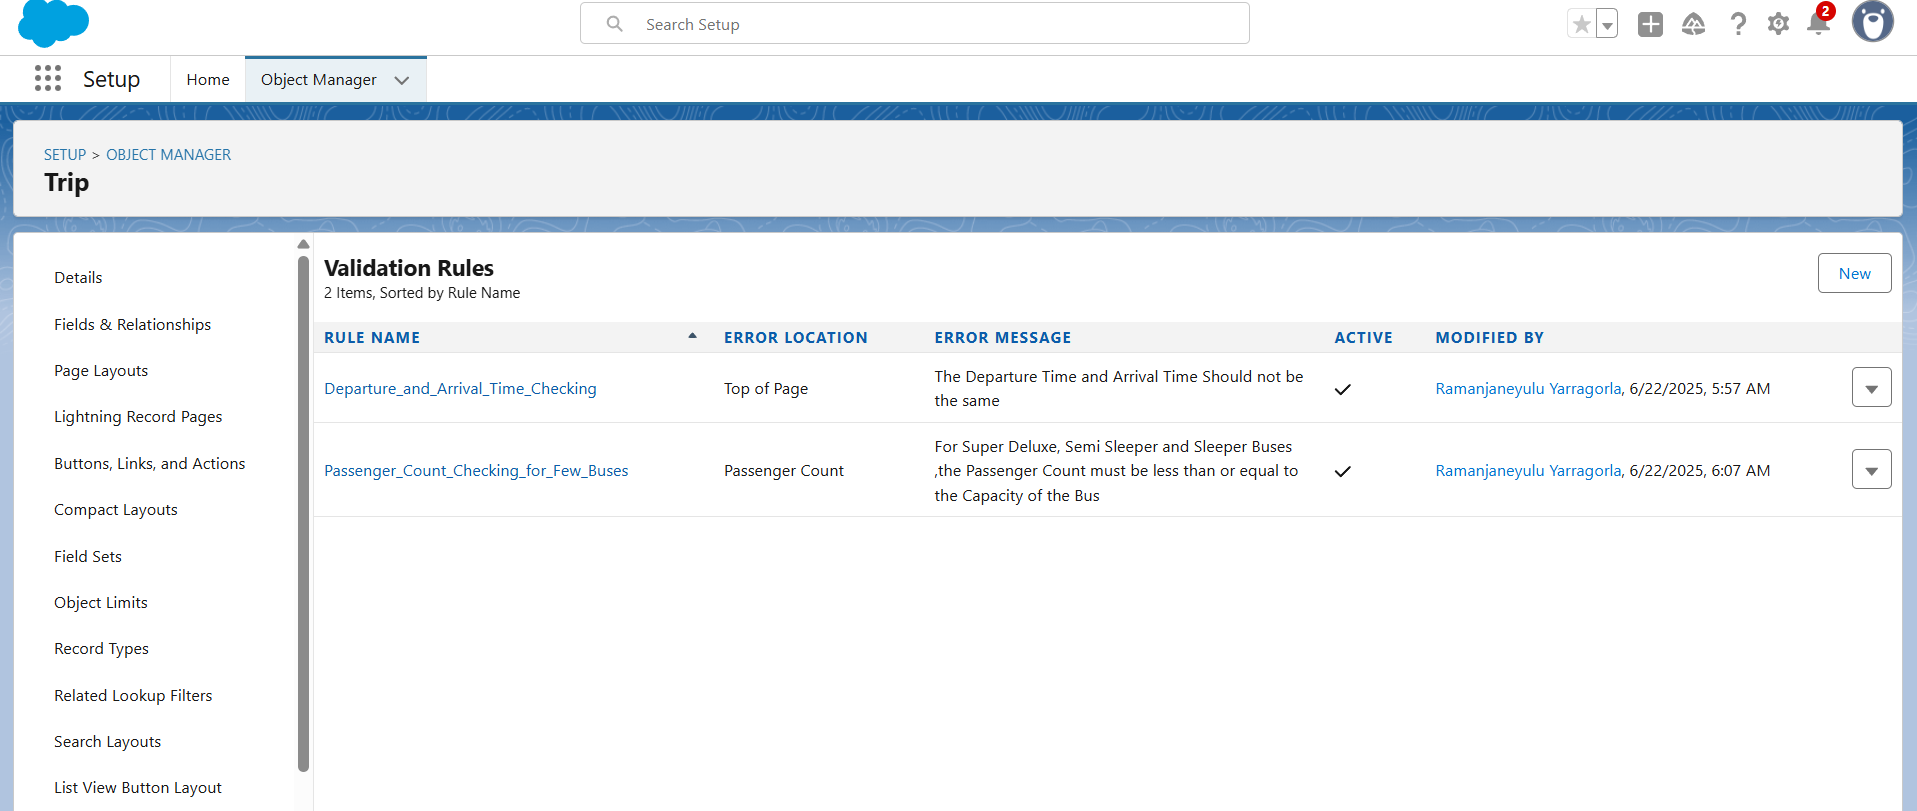 Search Setup
2
Setup
Home
Object Manager
SETUP > OBJECT MANAGER
Trip
Details
Fields & Relationships
Page Layouts
Lightning Record Pages
Buttons, Links, and Actions
Compact Layouts
Field Sets
Object Limits
Record Types
Related Lookup Filters
Search Layouts
List View Button Layout
Validation Rules
2 Items, Sorted by Rule Name
New
RULE NAME ERROR LOCATION ERROR MESSAGE ACTIVE MODIFIED BY
Departure_and_Arrival_Time_Checking
Top of Page
The Departure Time and Arrival Time Should not be
the same
Ramanjaneyulu Yarragorla, 6/22/2025, 5:57 AM
Passenger_Count_Checking_for_Few_Buses
Passenger Count
For Super Deluxe, Semi Sleeper and Sleeper Buses
,the Passenger Count must be less than or equal to
the Capacity of the Bus
Ramanjaneyulu Yarragorla, 6/22/2025, 6:07 AM